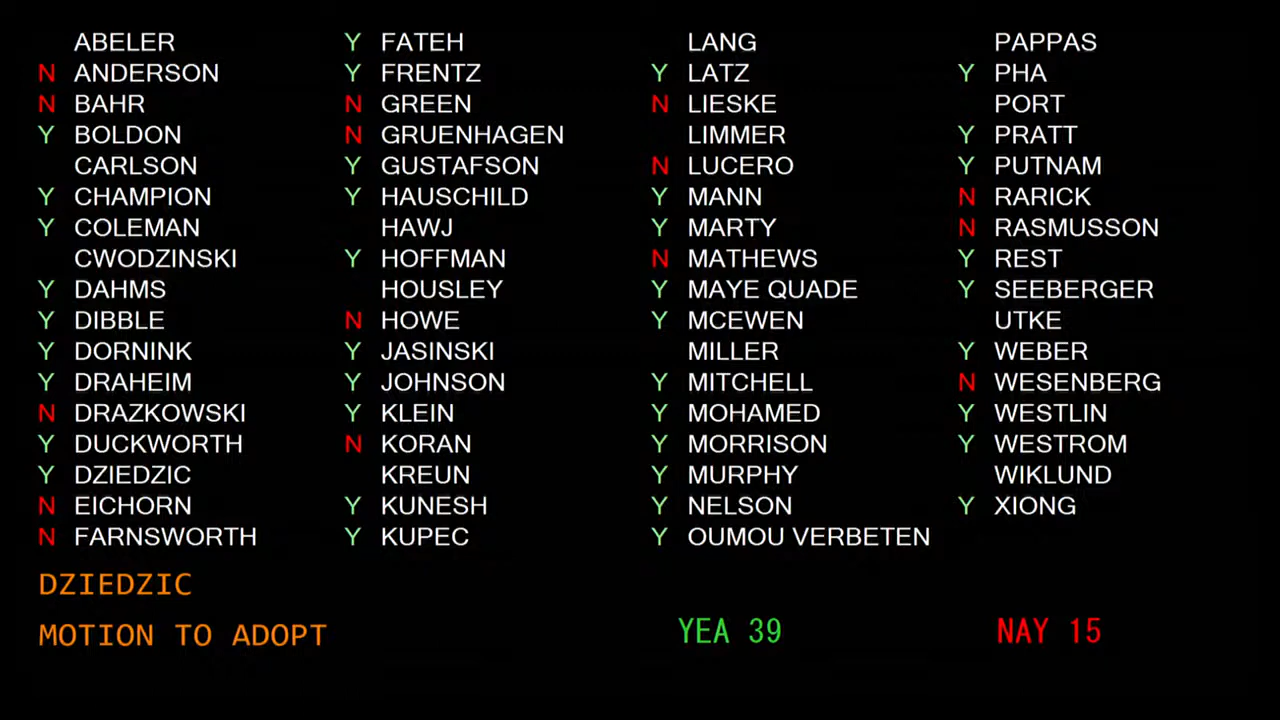 ABELER
N ANDERSON
N BAHR
Y BOLDON
CARLSON
Y CHAMPION
Y COLEMAN
CWODZINSKI
Y DAHMS
Y DIBBLE
Y DORNINK
Y DRAHEIM
N DRAZKOWSKI
Y DUCKWORTH
Y DZIEDZIC
N EICHORN
N FARNSWORTH
Y FATEH
Y FRENTZ
N GREEN
N GRUENHAGEN
Y GUSTAFSON
Y HAUSCHILD
HAWJ
Y HOFFMAN
HOUSLEY
N HOWE
Y JASINSKI
Y JOHNSON
Y KLEIN
N KORAN
KREUN
Y KUNESH
Y KUPEC
LANG
Y LATZ
N LIESKE
LIMMER
N LUCERO
Y MANN
Y MARTY
N MATHEWS
Y MAYE QUADE
Y MCEWEN
MILLER
Y MITCHELL
Y MOHAMED
Y MORRISON
Y MURPHY
Y NELSON
Y OUMOU VERBETEN
PAPPAS
Y PHA
PORT
Y PRATT
Y PUTNAM
N RARICK
N RASMUSSON
Y REST
Y SEEBERGER
UTKE
Y WEBER
N WESENBERG
Y WESTLIN
Y WESTROM
WIKLUND
Y XIONG
DZIEDZIC
MOTION TO ADOPT
YEA 39
NAY 15